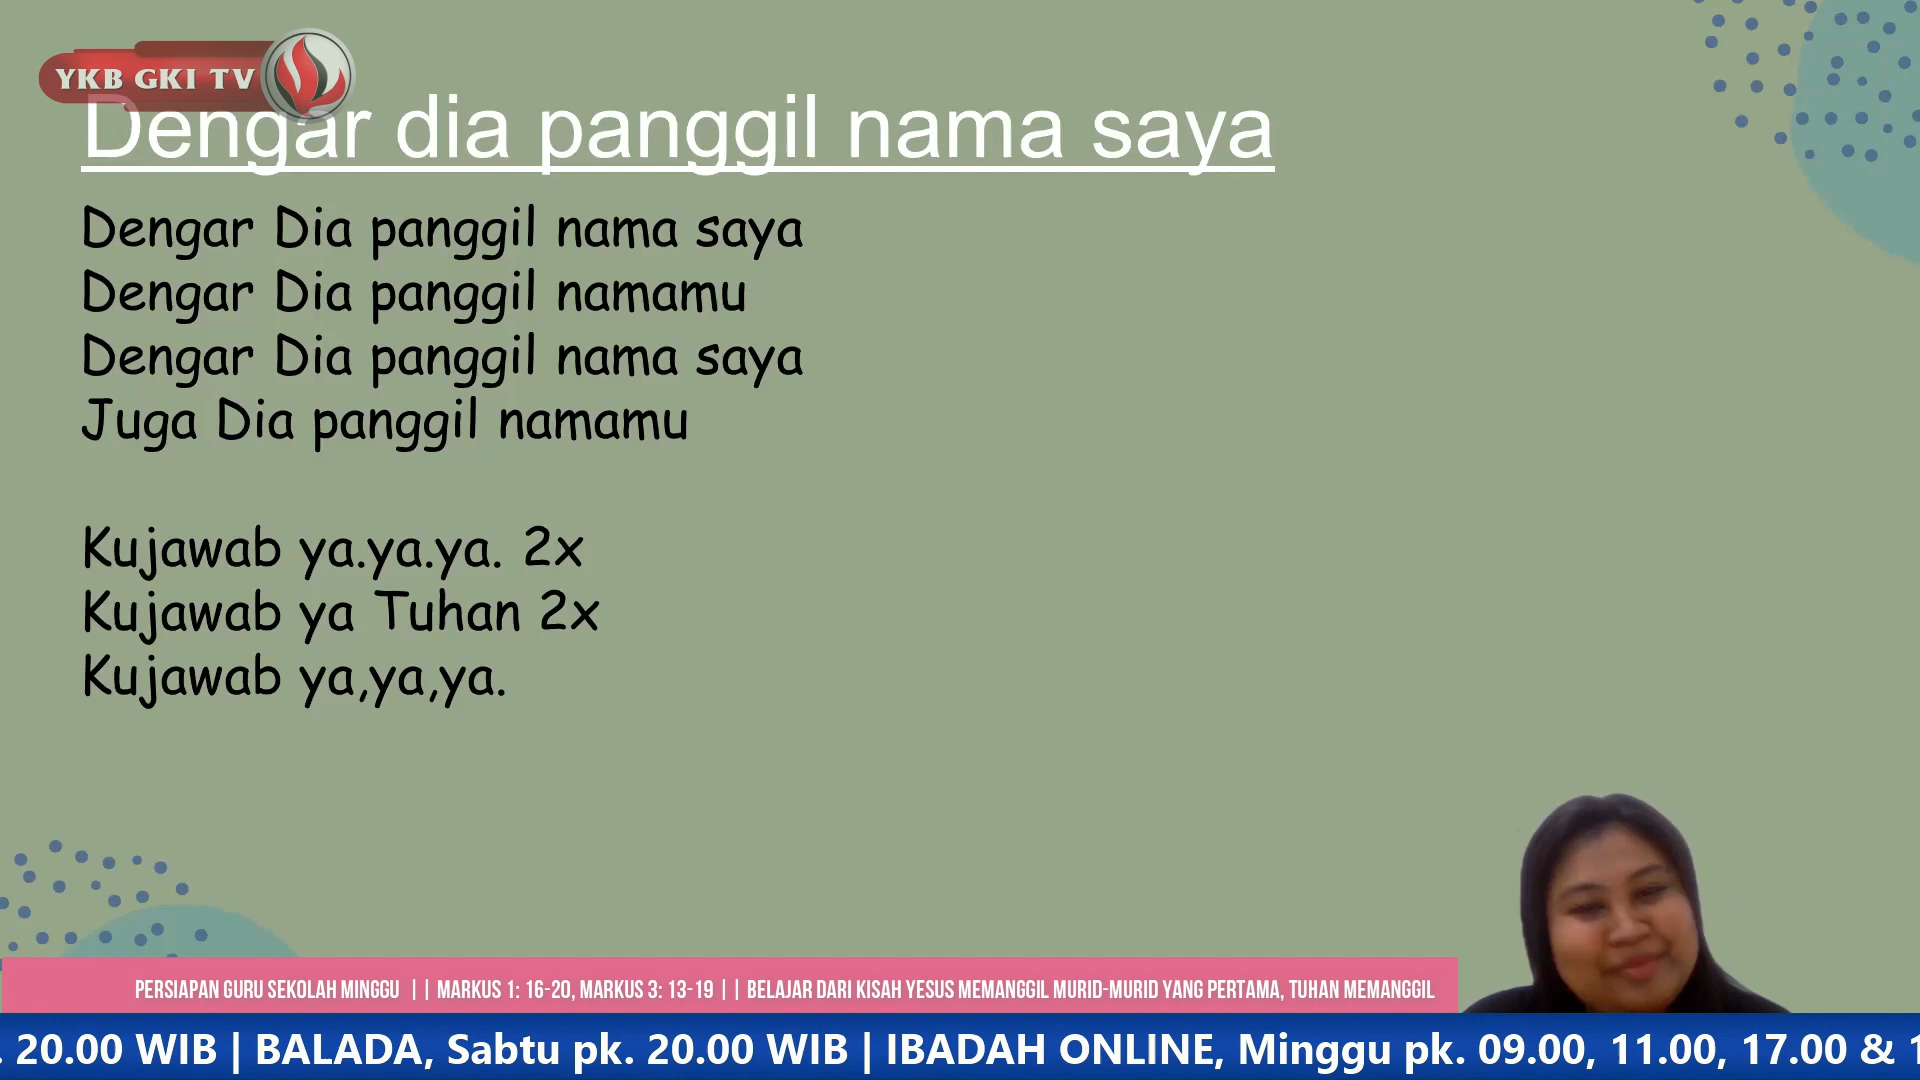 YKB GKI TV
Dengar dia panggil nama saya
Dengar Dia panggil nama saya
Dengar Dia panggil namamu
Dengar Dia panggil nama saya
Juga Dia panggil namamu
Kujawab ya.ya.ya. 2x
Kujawab ya Tuhan 2x
Kujawab ya,ya,ya.
PERSIAPAN GURU SEKOLAH MINGGU || MARKUS 1: 16-20, MARKUS 3: 13-19 || BELAJAR DARI KISAH YESUS MEMANGGIL MURID-MURID YANG PERTAMA, TUHAN MEMANGGIL
. 20.00 WIB | BALADA, Sabtu pk. 20.00 WIB | IBADAH ONLINE, Minggu pk. 09.00, 11.00, 17.00 & 1